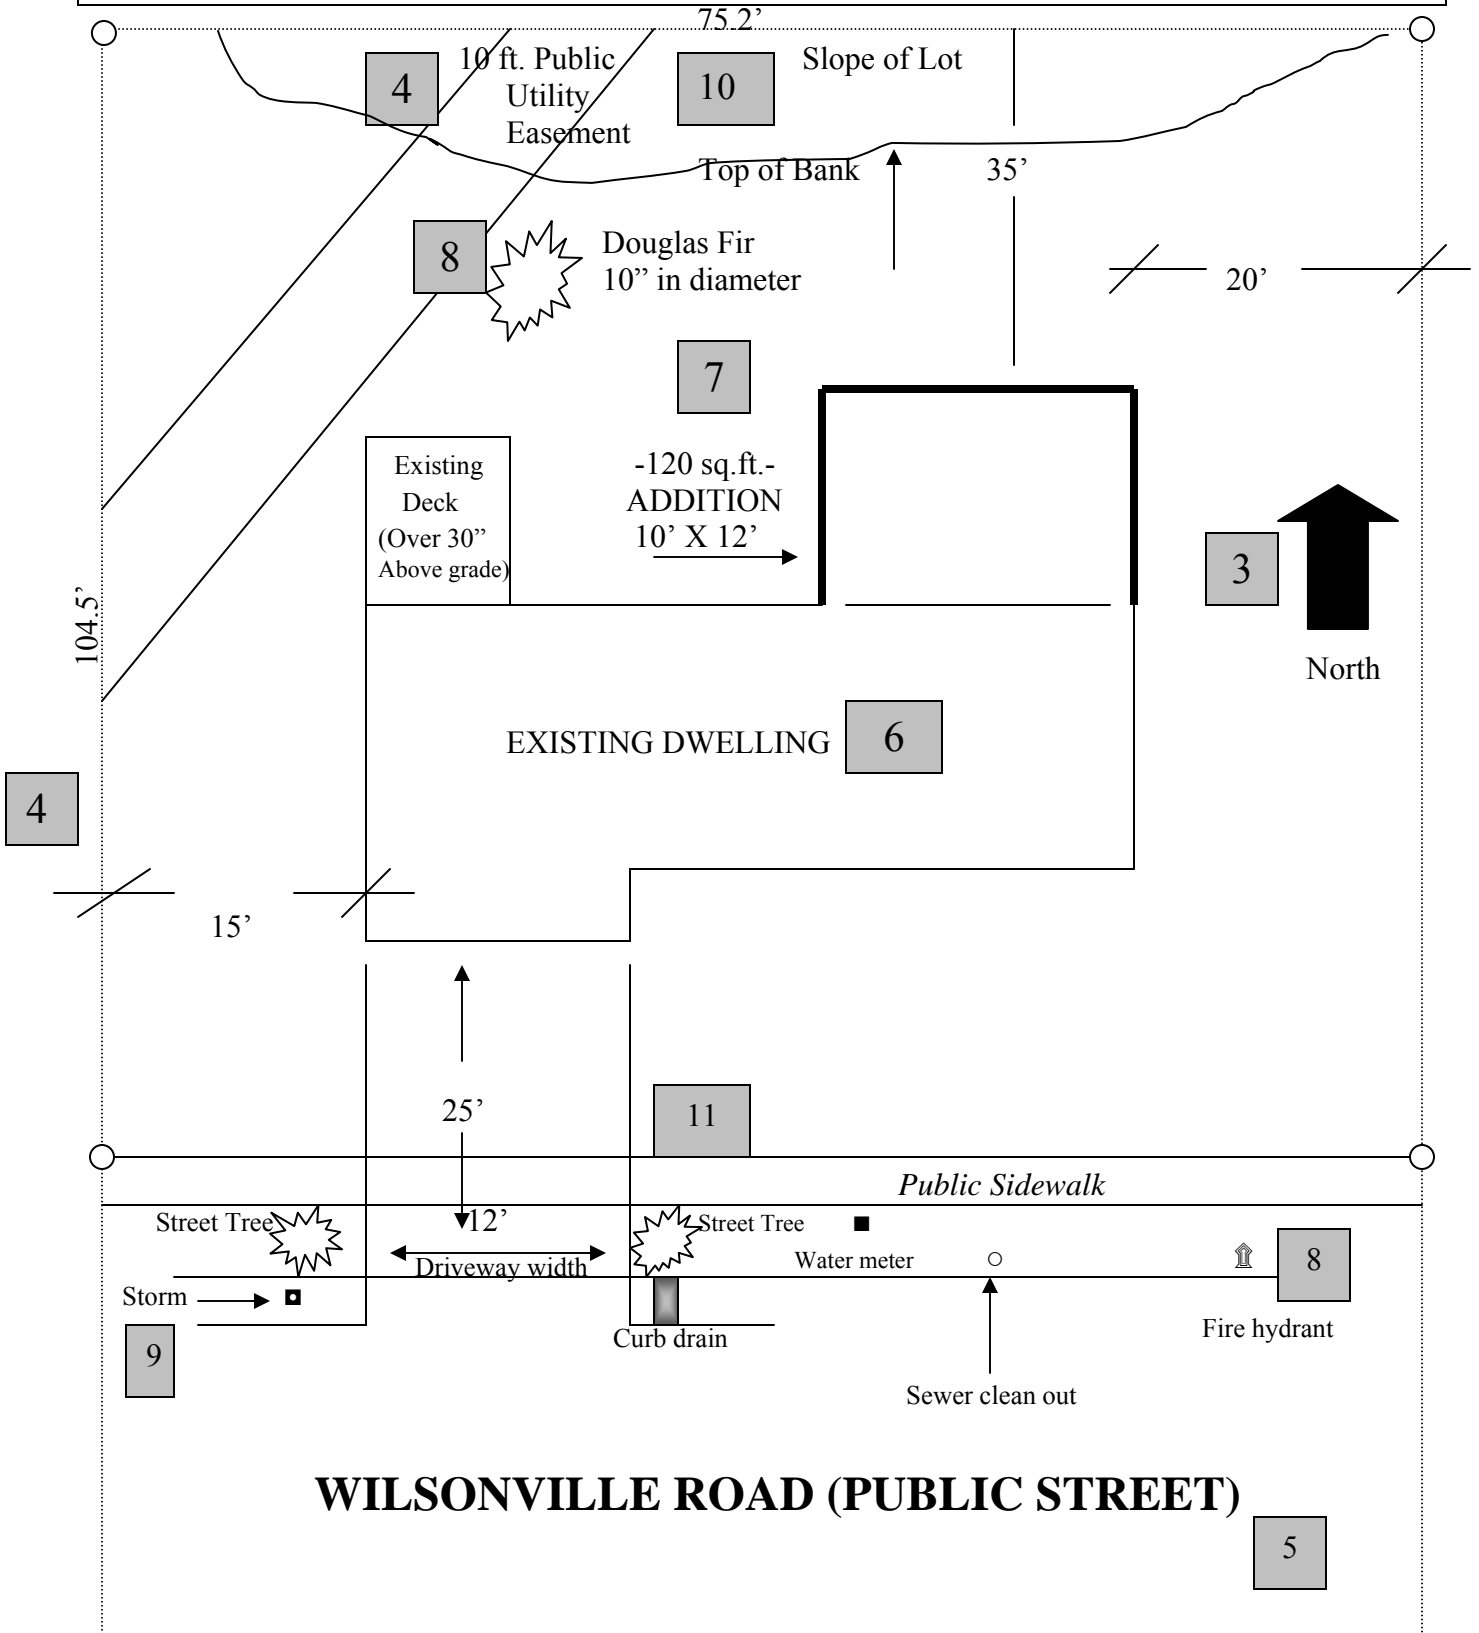 75.2’
4
10 ft. Public
Utility
Easement
10
Slope of Lot
Top of Bank
35’
8
Douglas Fir
10” in diameter
20’
7
Existing
Deck
(Over 30”
Above grade)
-120 sq.ft.-
ADDITION
10’ X 12’
3
North
104.5’
EXISTING DWELLING
6
4
15’
25’
11
Public Sidewalk
Street Tree
12’
Driveway width
Street Tree
Water meter
8
Storm
Curb drain
Fire hydrant
9
Sewer clean out
WILSONVILLE ROAD (PUBLIC STREET)
5